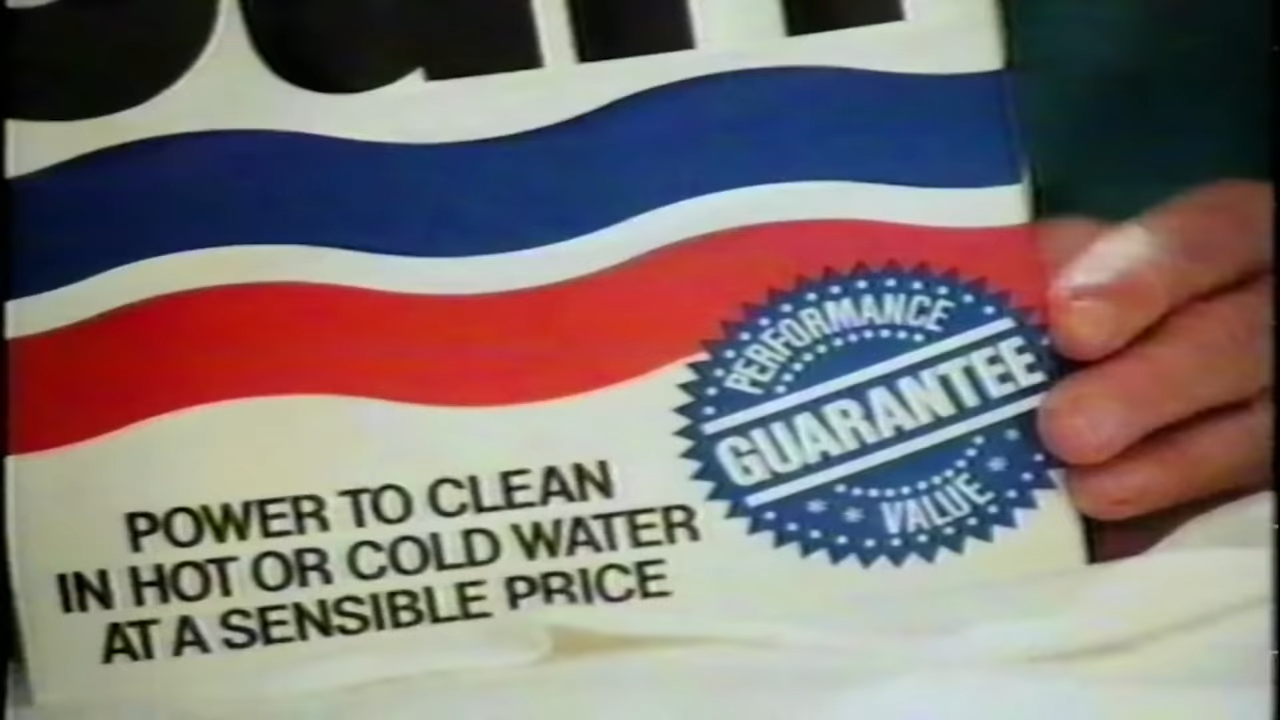 PERFORMANCE
GUARANTEE
VALUE
POWER TO CLEAN
IN HOT OR COLD WATER
AT A SENSIBLE PRICE